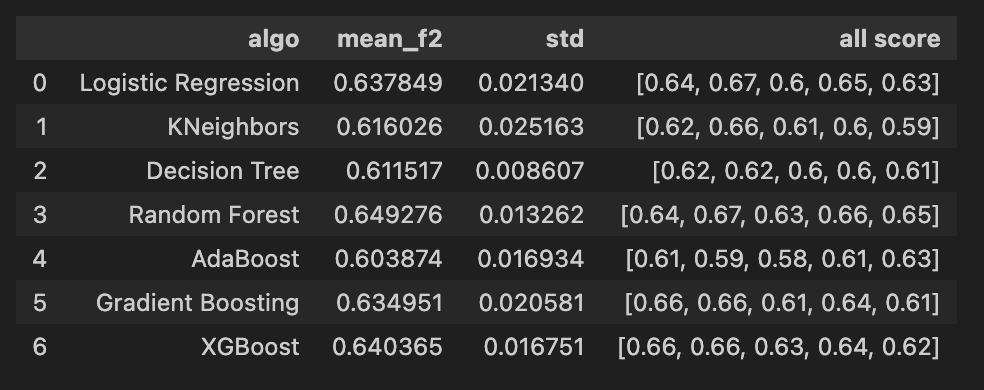 algo mean_f2 std all score
0 Logistic Regression 0.637849 0.021340 [0.64, 0.67, 0.6, 0.65, 0.63]
1 KNeighbors 0.616026 0.025163 [0.62, 0.66, 0.61, 0.6, 0.59]
2 Decision Tree 0.611517 0.008607 [0.62, 0.62, 0.6, 0.6, 0.61]
3 Random Forest 0.649276 0.013262 [0.64, 0.67, 0.63, 0.66, 0.65]
4 AdaBoost 0.603874 0.016934 [0.61, 0.59, 0.58, 0.61, 0.63]
5 Gradient Boosting 0.634951 0.020581 [0.66, 0.66, 0.61, 0.64, 0.61]
6 XGBoost 0.640365 0.016751 [0.66, 0.66, 0.63, 0.64, 0.62]